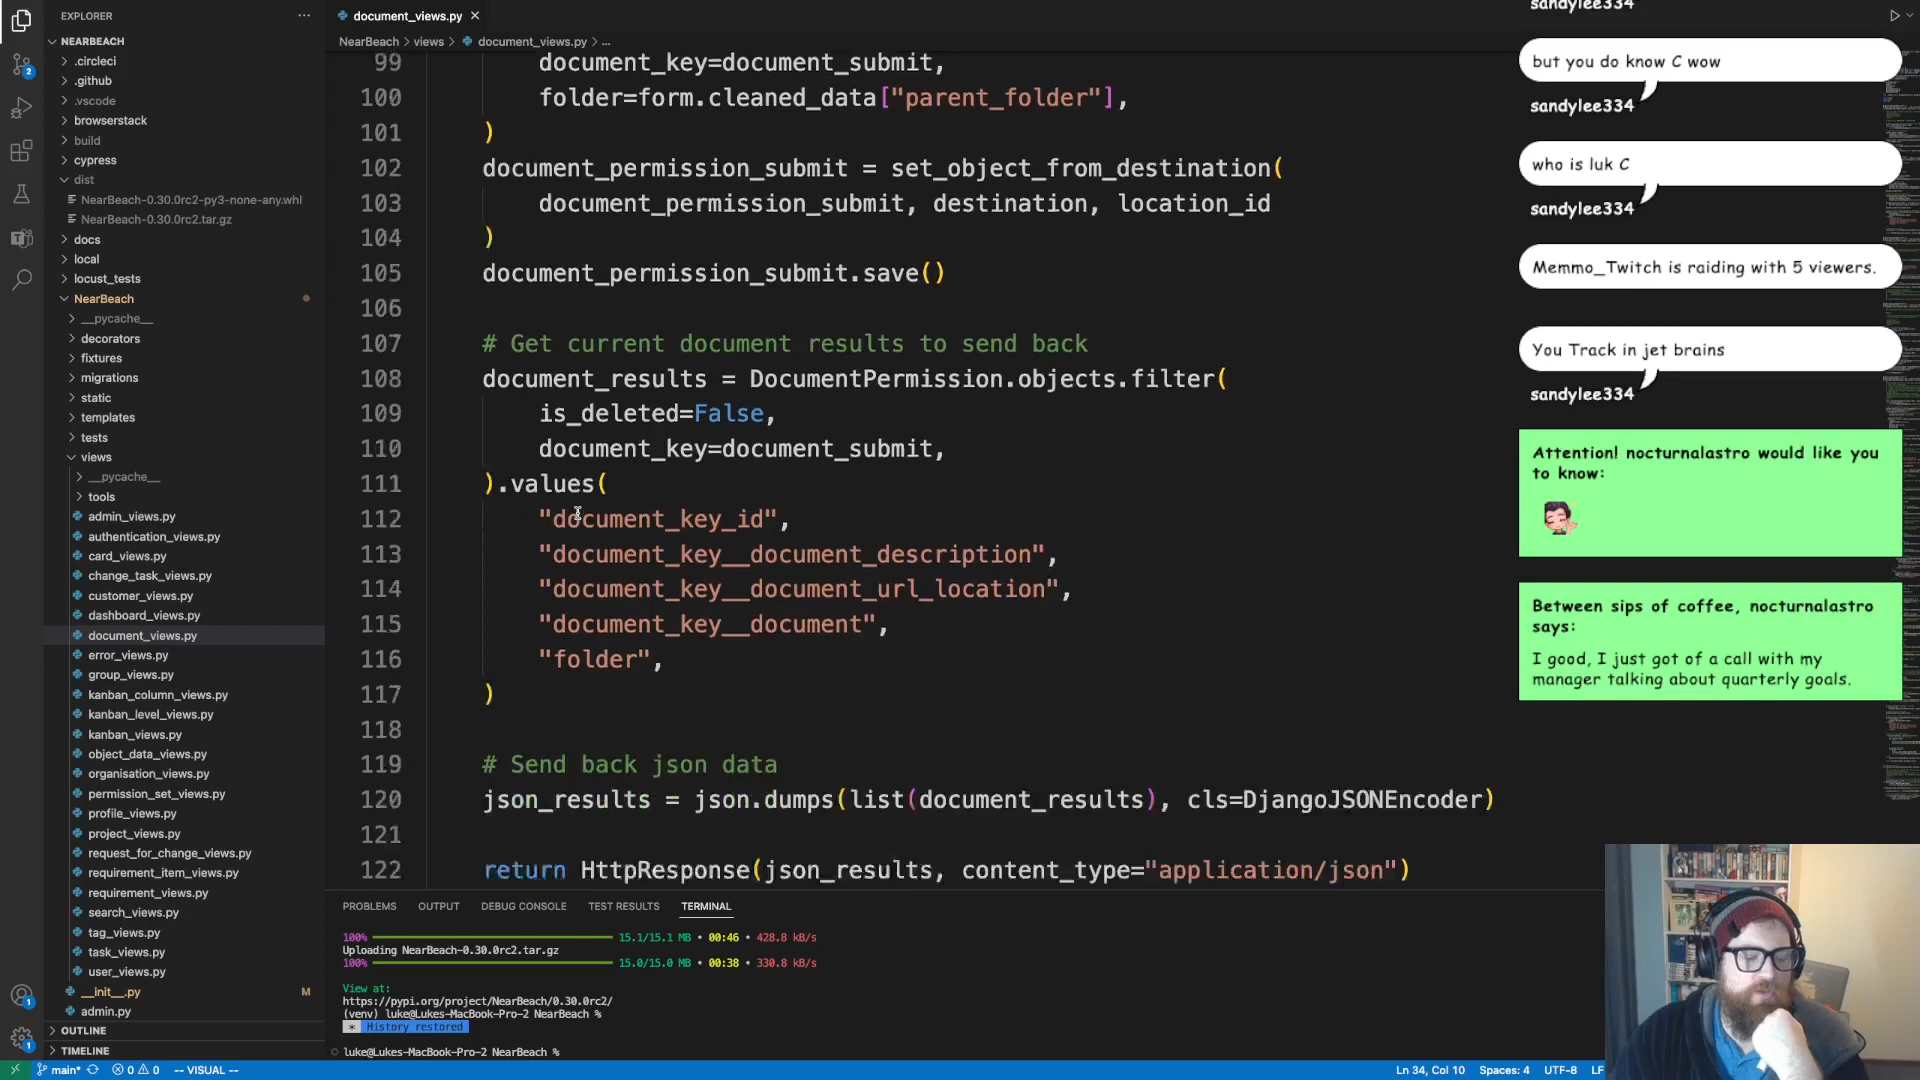 EXPLORER
NEARBEACH
.circleci
.github
.vscode
browserstack
build
cypress
dist
NearBeach-0.30.0rc2-py3-none-any.whl
NearBeach-0.30.0rc2.tar.gz
docs
local
locust_tests
NearBeach
__pycache__
decorators
fixtures
migrations
static
templates
tests
views
__pycache__
tools
admin_views.py
authentication_views.py
card_views.py
change_task_views.py
customer_views.py
dashboard_views.py
document_views.py
error_views.py
group_views.py
kanban_column_views.py
kanban_level_views.py
kanban_views.py
object_data_views.py
organisation_views.py
permission_set_views.py
profile_views.py
project_views.py
request_for_change_views.py
requirement_item_views.py
requirement_views.py
search_views.py
tag_views.py
task_views.py
user_views.py
__init__.py M
admin.py
OUTLINE
TIMELINE
2
1
1
document_views.py
NearBeach > views > document_views.py > ...
99 document_key=document_submit,
100 folder=form.cleaned_data["parent_folder"],
101 )
102 document_permission_submit = set_object_from_destination(
103 document_permission_submit, destination, location_id
104 )
105 document_permission_submit.save()
106
107 # Get current document results to send back
108 document_results = DocumentPermission.objects.filter(
109 is_deleted=False,
110 document_key=document_submit,
111 ).values(
112 "document_key_id",
113 "document_key__document_description",
114 "document_key__document_url_location",
115 "document_key__document",
116 "folder",
117 )
118
119 # Send back json data
120 json_results = json.dumps(list(document_results), cls=DjangoJSONEncoder)
121
122 return HttpResponse(json_results, content_type="application/json")
PROBLEMS OUTPUT DEBUG CONSOLE TEST RESULTS TERMINAL
100% 15.1/15.1 MB • 00:46 • 428.8 kB/s
Uploading NearBeach-0.30.0rc2.tar.gz
100% 15.0/15.0 MB • 00:38 • 330.8 kB/s
View at:
https://pypi.org/project/NearBeach/0.30.0rc2/
(venv) luke@Lukes-MacBook-Pro-2 NearBeach %
* History restored
luke@Lukes-MacBook-Pro-2 NearBeach %
main* 0 0 -- VISUAL --
Ln 34, Col 10 Spaces: 4 UTF-8 LF
sandylee334
but you do know C wow
sandylee334
who is luk C
sandylee334
Memmo_Twitch is raiding with 5 viewers.
You Track in jet brains
sandylee334
Attention! nocturnalastro would like you
to know:
Between sips of coffee, nocturnalastro
says:
I good, I just got of a call with my
manager talking about quarterly goals.